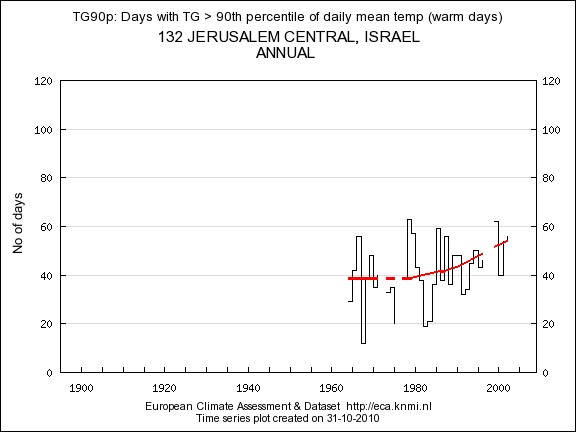 TG90p: Days with TG > 90th percentile of daily mean temp (warm days)
132 JERUSALEM CENTRAL, ISRAEL
ANNUAL
120 120
100 100
80 80
No of days
60 60
40 40
20 20
0 0
1900 1920 1940 1960 1980 2000
European Climate Assessment & Dataset http://eca.knmi.nl
Time series plot created on 31-10-2010